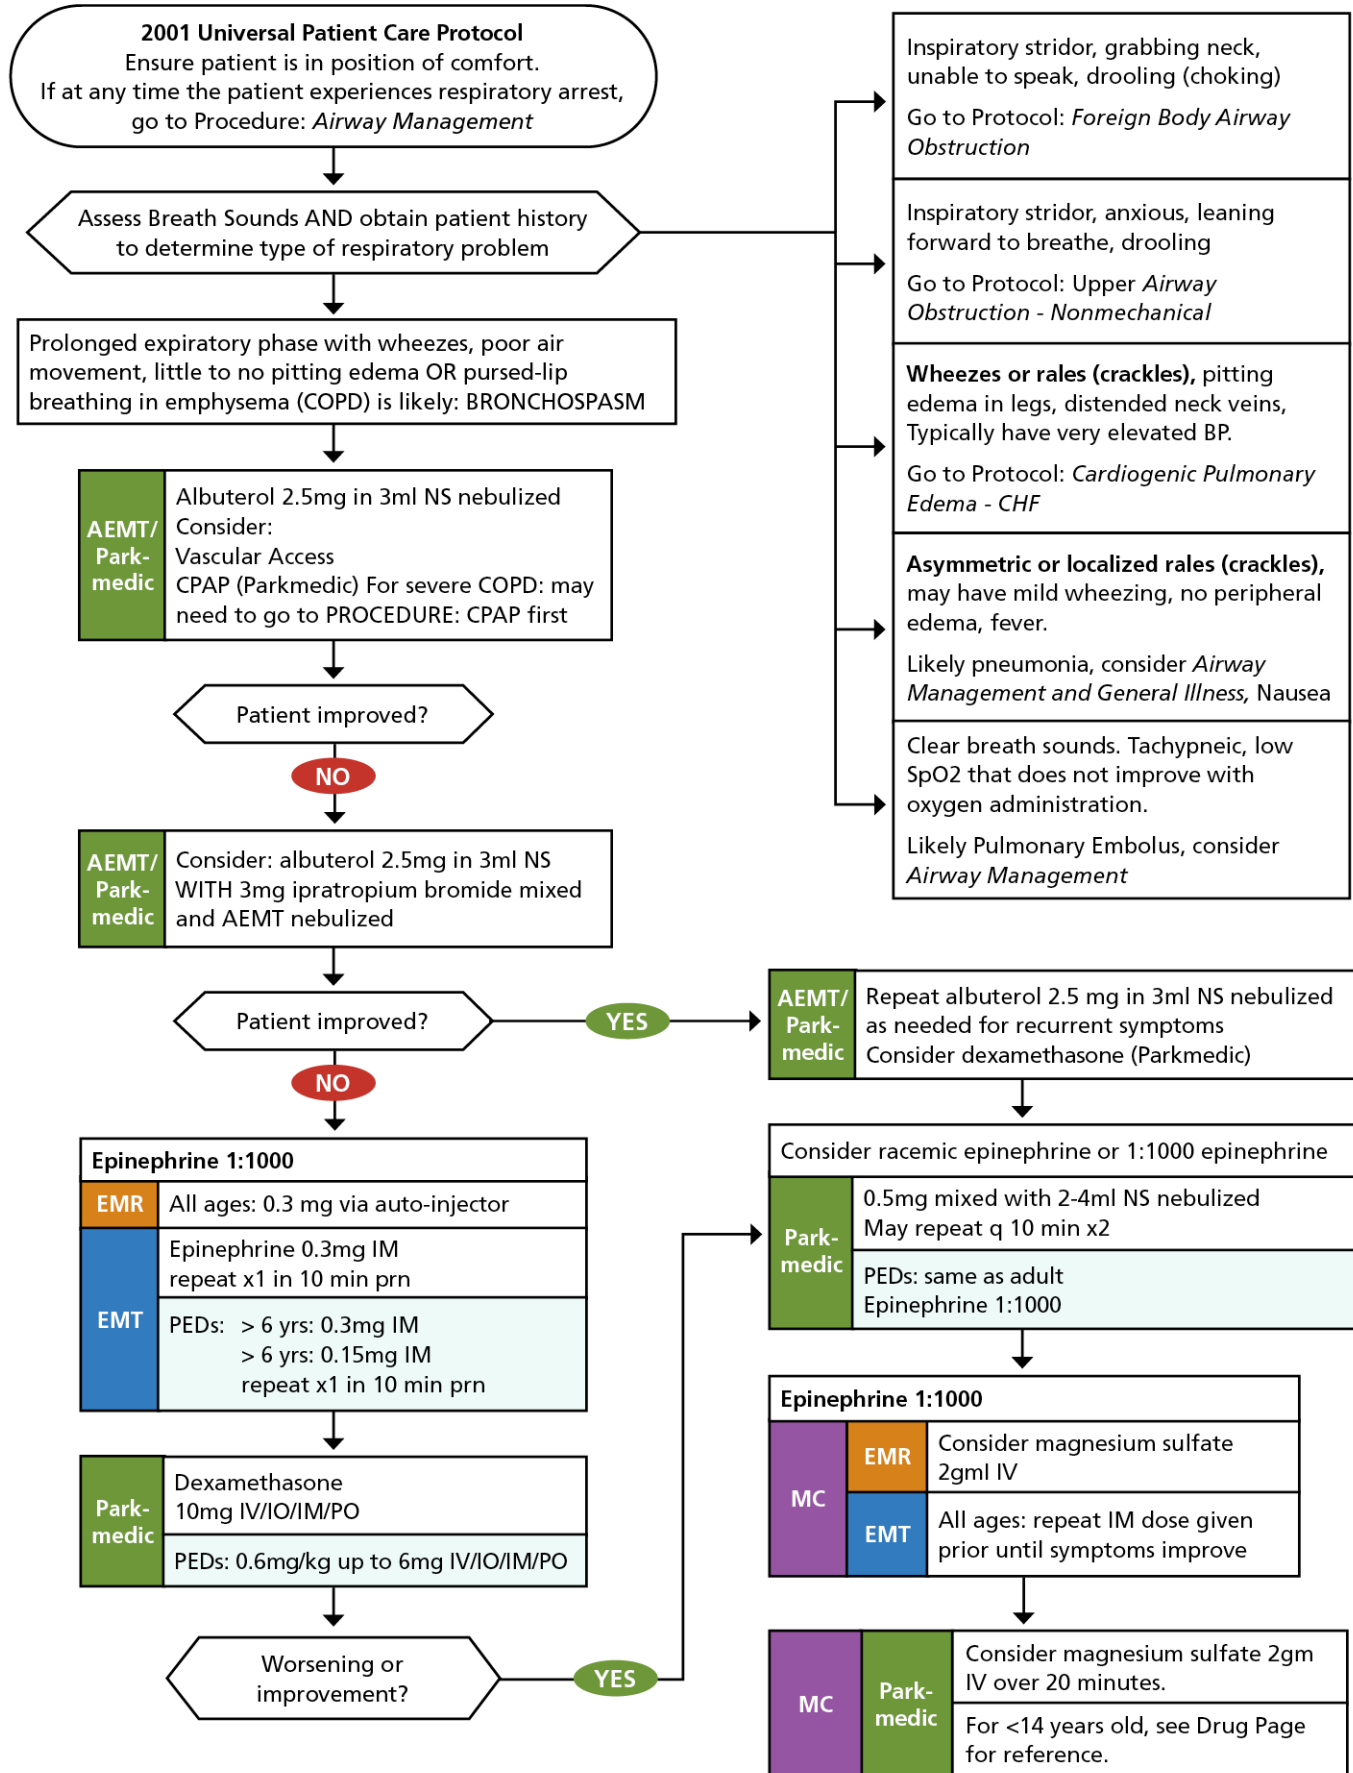 2001 Universal Patient Care Protocol
Ensure patient is in position of comfort.
If at any time the patient experiences respiratory arrest,
go to Procedure: Airway Management
Assess Breath Sounds AND obtain patient history
to determine type of respiratory problem
Inspiratory stridor, grabbing neck,
unable to speak, drooling (choking)
Go to Protocol: Foreign Body Airway
Obstruction
Inspiratory stridor, anxious, leaning
forward to breathe, drooling
Go to Protocol: Upper Airway
Obstruction - Nonmechanical
Wheezes or rales (crackles), pitting
edema in legs, distended neck veins,
Typically have very elevated BP.
Go to Protocol: Cardiogenic Pulmonary
Edema - CHF
Asymmetric or localized rales (crackles),
may have mild wheezing, no peripheral
edema, fever.
Likely pneumonia, consider Airway
Management and General Illness, Nausea
Clear breath sounds. Tachypneic, low
SpO2 that does not improve with
oxygen administration.
Likely Pulmonary Embolus, consider
Airway Management
Prolonged expiratory phase with wheezes, poor air
movement, little to no pitting edema OR pursed-lip
breathing in emphysema (COPD) is likely: BRONCHOSPASM
AEMT/
Park-
medic
Albuterol 2.5mg in 3ml NS nebulized
Consider:
Vascular Access
CPAP (Parkmedic) For severe COPD: may
need to go to PROCEDURE: CPAP first
Patient improved?
NO
AEMT/
Park-
medic
Consider: albuterol 2.5mg in 3ml NS
WITH 3mg ipratropium bromide mixed
and AEMT nebulized
Patient improved?
YES
NO
AEMT/
Park-
medic
Repeat albuterol 2.5 mg in 3ml NS nebulized
as needed for recurrent symptoms
Consider dexamethasone (Parkmedic)
Epinephrine 1:1000
EMR
All ages: 0.3 mg via auto-injector
EMT
Epinephrine 0.3mg IM
repeat x1 in 10 min prn
PEDs: > 6 yrs: 0.3mg IM
> 6 yrs: 0.15mg IM
repeat x1 in 10 min prn
Park-
medic
Dexamethasone
10mg IV/IO/IM/PO
PEDs: 0.6mg/kg up to 6mg IV/IO/IM/PO
Worsening or
improvement?
YES
Consider racemic epinephrine or 1:1000 epinephrine
Park-
medic
0.5mg mixed with 2-4ml NS nebulized
May repeat q 10 min x2
PEDs: same as adult
Epinephrine 1:1000
Epinephrine 1:1000
MC
EMR
Consider magnesium sulfate
2gml IV
EMT
All ages: repeat IM dose given
prior until symptoms improve
MC
Park-
medic
Consider magnesium sulfate 2gm
IV over 20 minutes.
For <14 years old, see Drug Page
for reference.